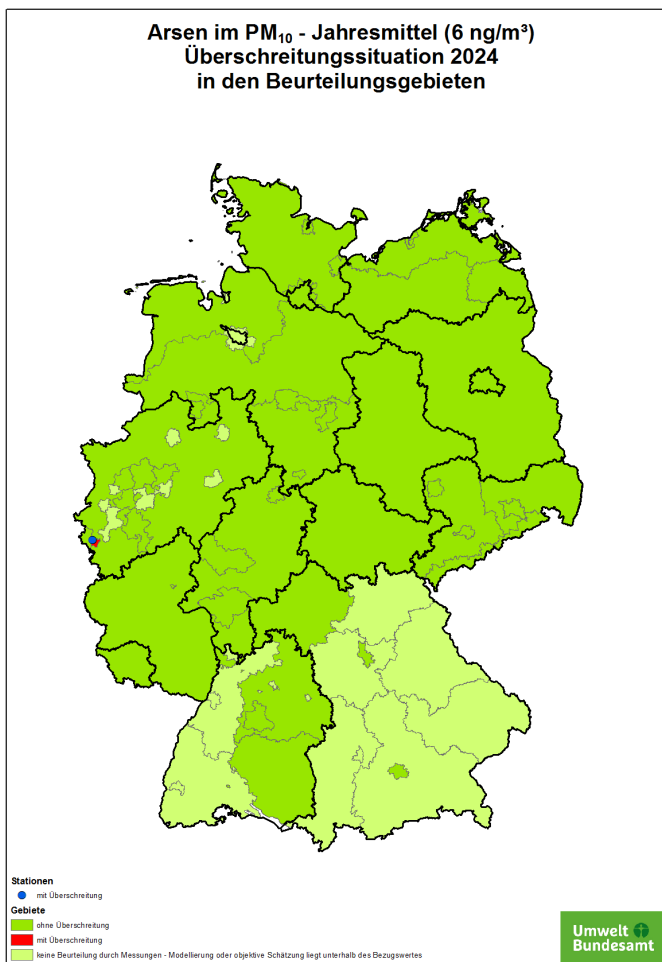 Arsen im PM₁₀ - Jahresmittel (6 ng/m³)
Überschreitungssituation 2024
in den Beurteilungsgebieten
Stationen
mit Überschreitung
Gebiete
ohne Überschreitung
mit Überschreitung
keine Beurteilung durch Messungen - Modellierung oder objektive Schätzung liegt unterhalb des Bezugswertes
Umwelt
Bundesamt